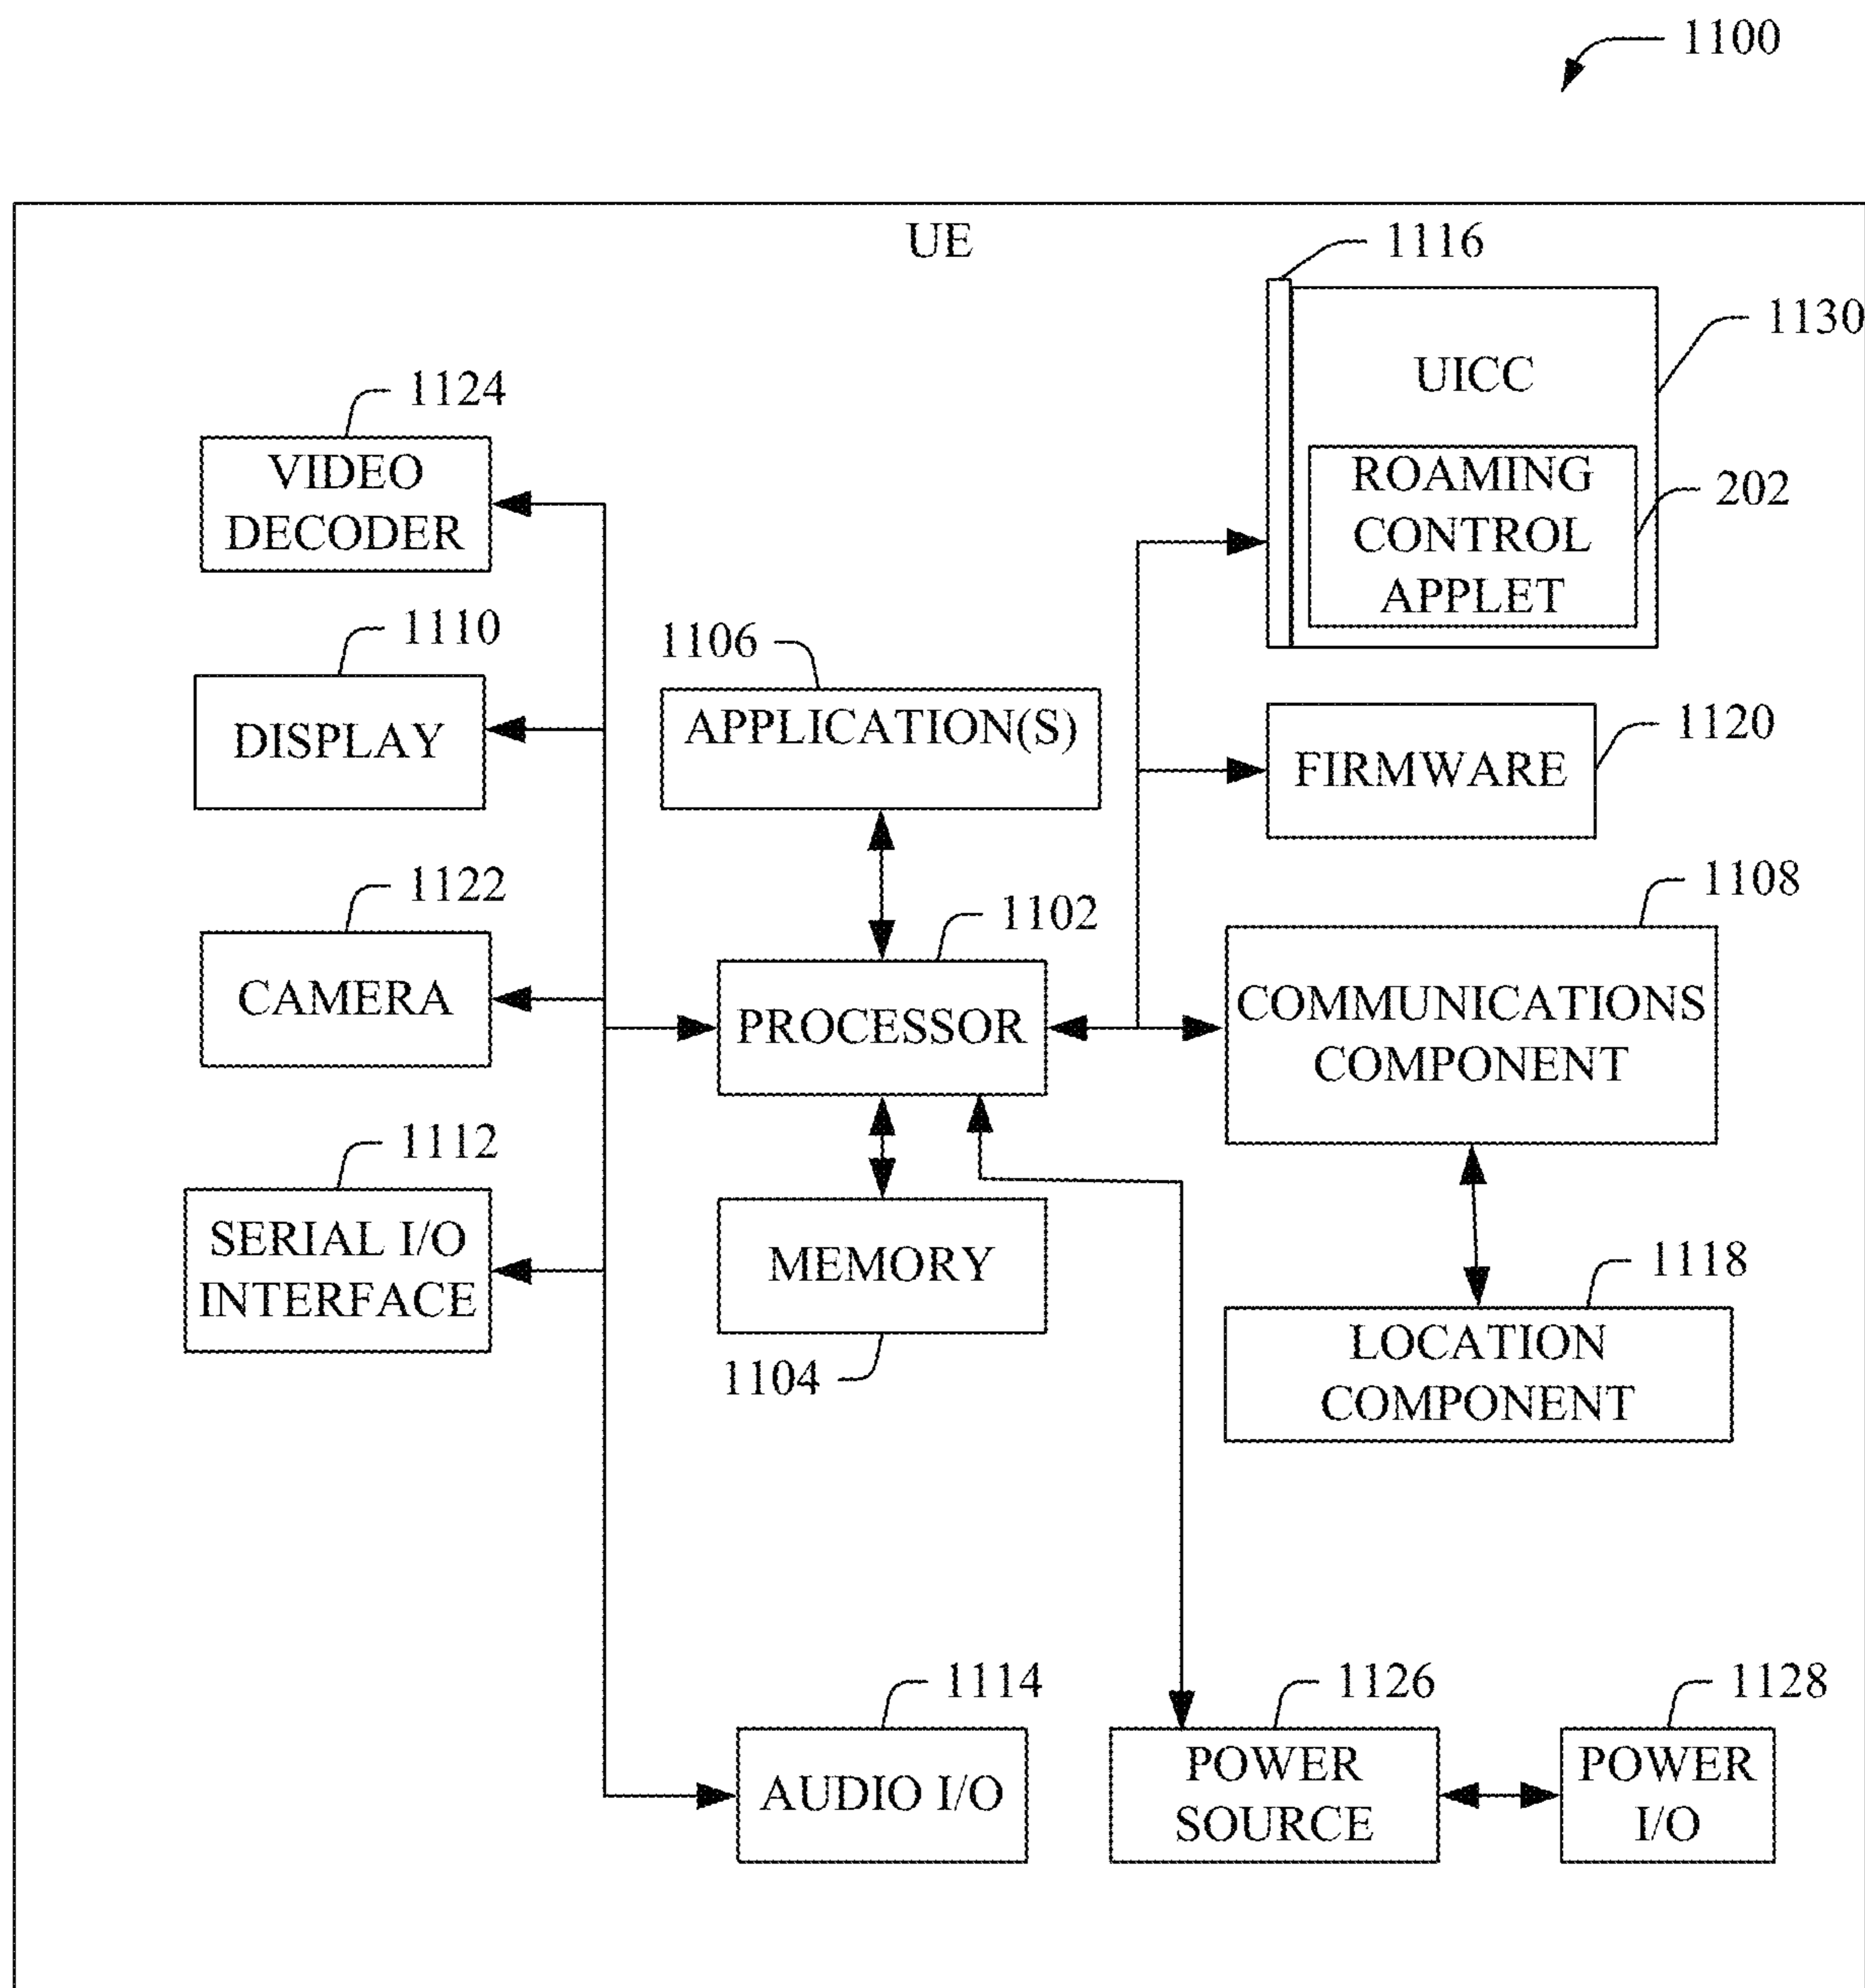 1100
UE
1116
1130
UICC
1124
VIDEO
DECODER
ROAMING
CONTROL
APPLET
202
1110
DISPLAY
1106
APPLICATION(S)
1120
FIRMWARE
1122
CAMERA
1102
PROCESSOR
1108
COMMUNICATIONS
COMPONENT
1112
SERIAL I/O
INTERFACE
MEMORY
1104
1118
LOCATION
COMPONENT
1114
AUDIO I/O
1126
POWER
SOURCE
1128
POWER
I/O